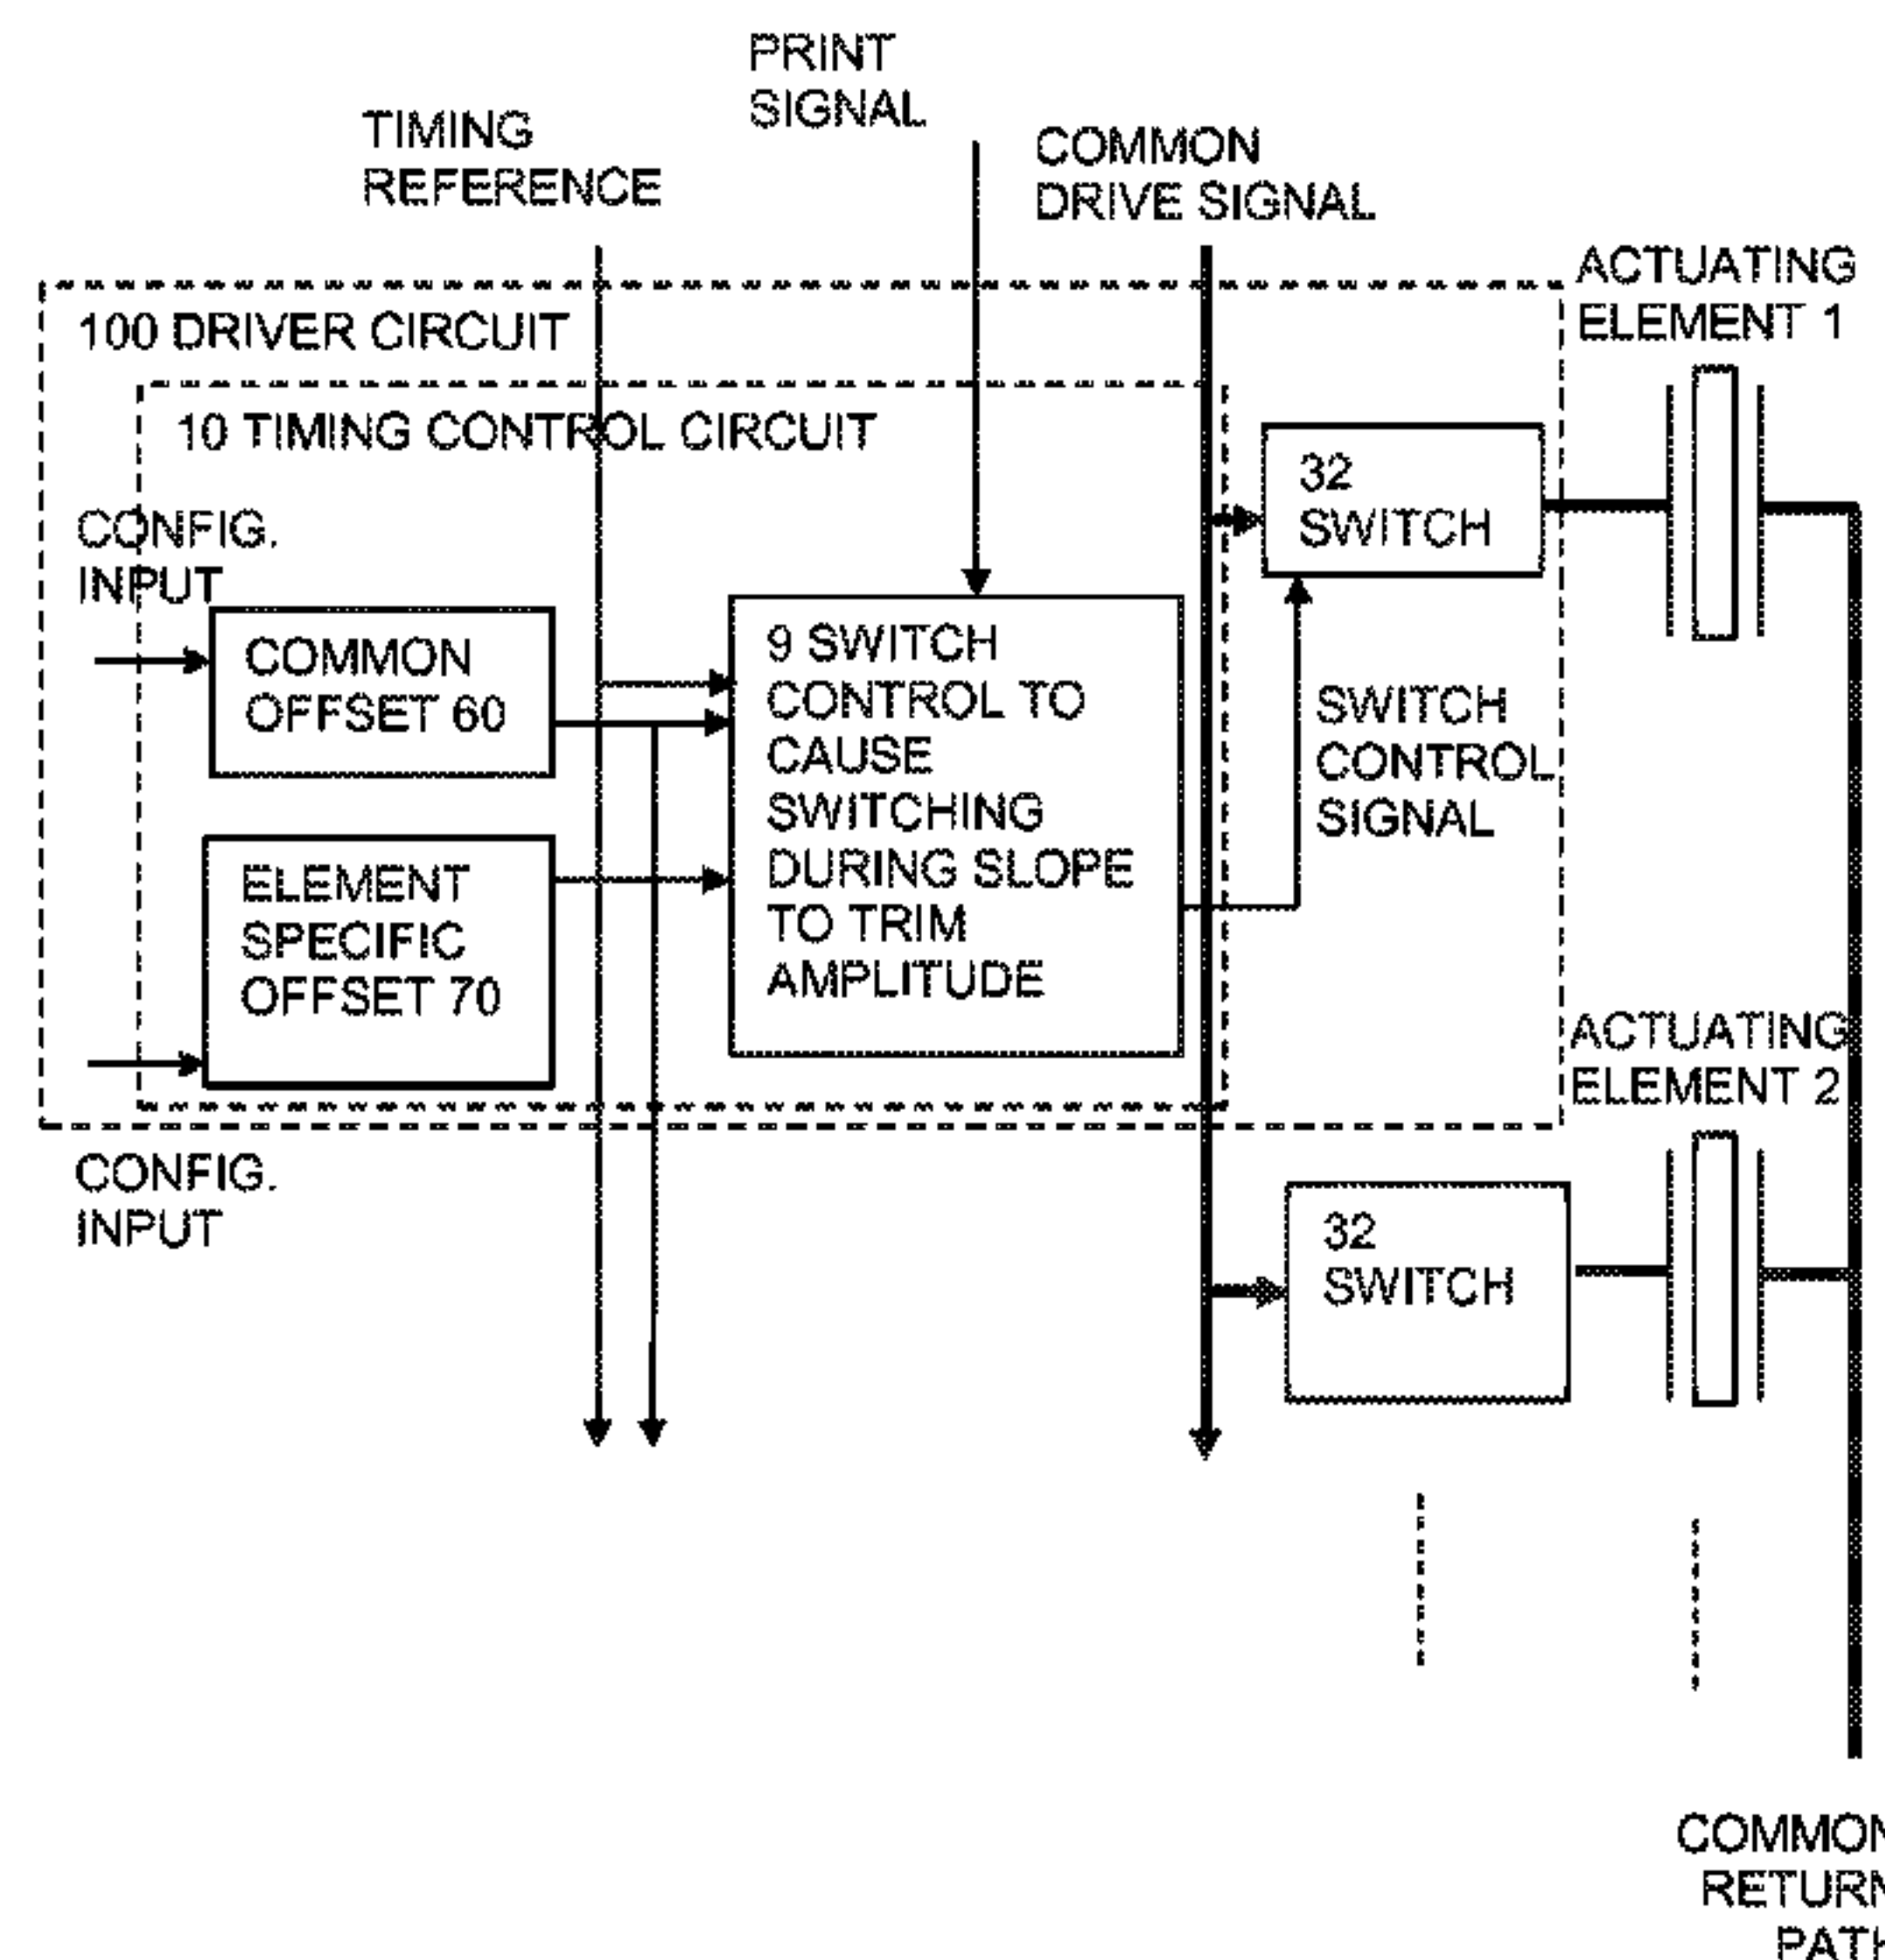 PRINT
SIGNAL
TIMING
REFERENCE
COMMON
DRIVE SIGNAL
ACTUATING
ELEMENT 1
100 DRIVER CIRCUIT
10 TIMING CONTROL CIRCUIT
CONFIG.
INPUT
32
SWITCH
COMMON
OFFSET 60
9 SWITCH
CONTROL TO
CAUSE
SWITCHING
DURING SLOPE
TO TRIM
AMPLITUDE
SWITCH
CONTROL
SIGNAL
ELEMENT
SPECIFIC
OFFSET 70
ACTUATING
ELEMENT 2
CONFIG.
INPUT
32
SWITCH
COMMON
RETURN
PATH